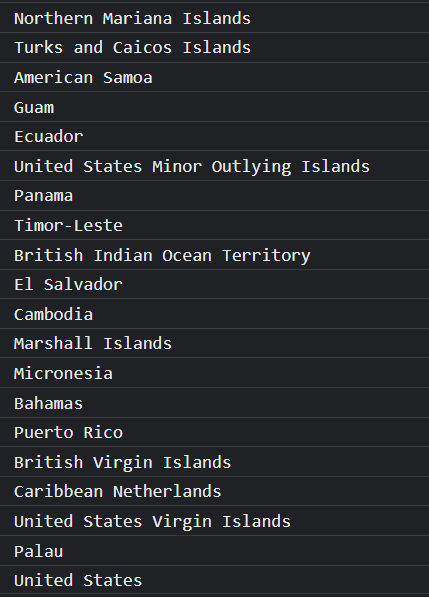 Northern Mariana Islands
Turks and Caicos Islands
American Samoa
Guam
Ecuador
United States Minor Outlying Islands
Panama
Timor-Leste
British Indian Ocean Territory
El Salvador
Cambodia
Marshall Islands
Micronesia
Bahamas
Puerto Rico
British Virgin Islands
Caribbean Netherlands
United States Virgin Islands
Palau
United States